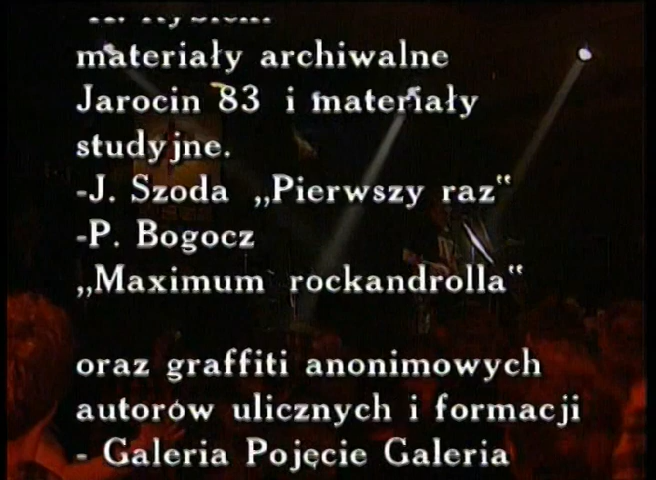 materiały archiwalne
Jarocin 83 i materiały
studyjne.
-J. Szoda „Pierwszy raz“
-P. Bogocz
„Maximum rockandrolla“
oraz graffiti anonimowych
autorów ulicznych i formacji
- Galeria Pojęcie Galeria